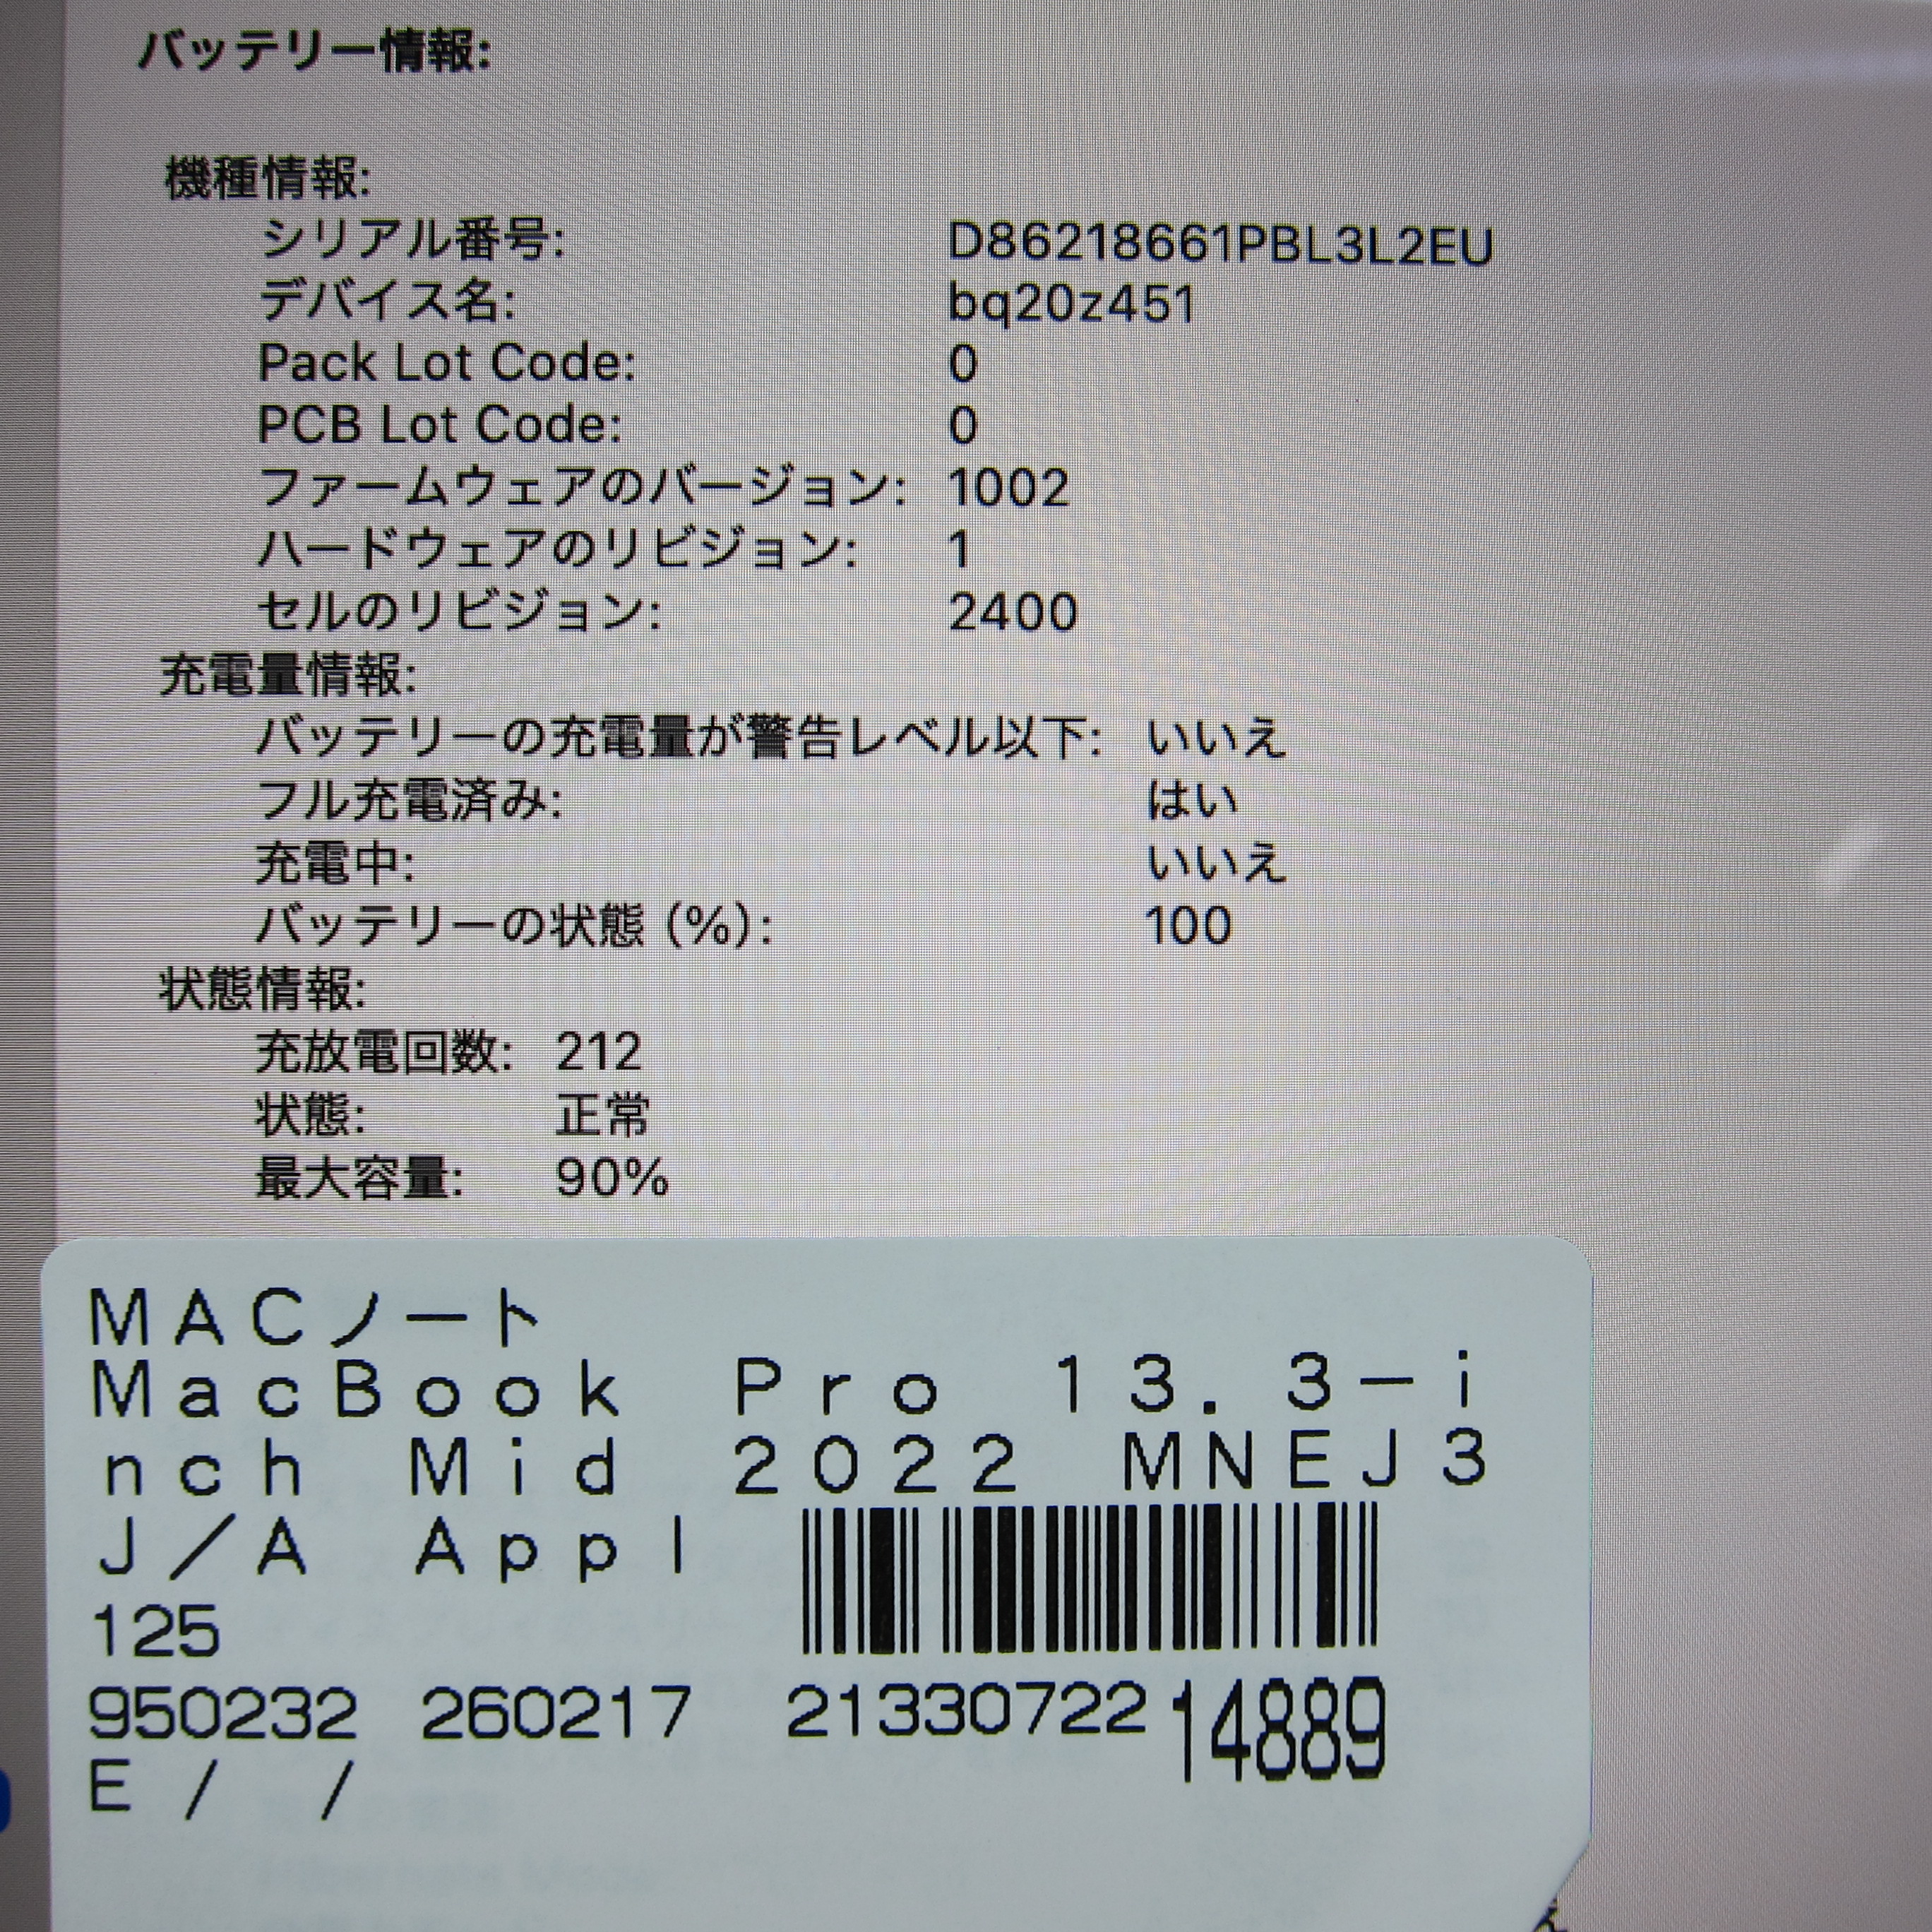 バッテリー情報:
機種情報:
シリアル番号: D86218661PBL3L2EU
デバイス名: bq20z451
Pack Lot Code: 0
PCB Lot Code: 0
ファームウェアのバージョン: 1002
ハードウェアのリビジョン: 1
セルのリビジョン: 2400
充電量情報:
バッテリーの充電量が警告レベル以下: いいえ
フル充電済み: はい
充電中: いいえ
バッテリーの状態 (%): 100
状態情報:
充放電回数: 212
状態: 正常
最大容量: 90%
MACノート
MacBook Pro 13.3-i
nch Mid 2022 MNEJ3
J/A Appl
125
950232 260217 21330722 14889
E / /